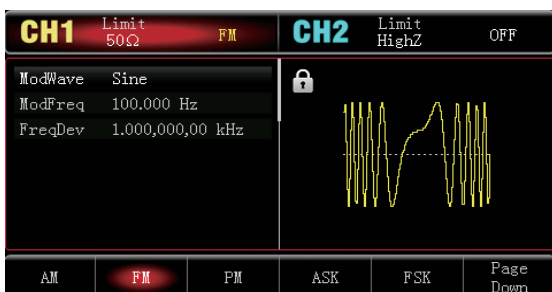 CH1 Limit 50Ω FM CH2 Limit HighZ OFF
ModWave Sine
ModFreq 100.000 Hz
FreqDev 1.000,000,00 kHz
AM FM PM ASK FSK Page Down